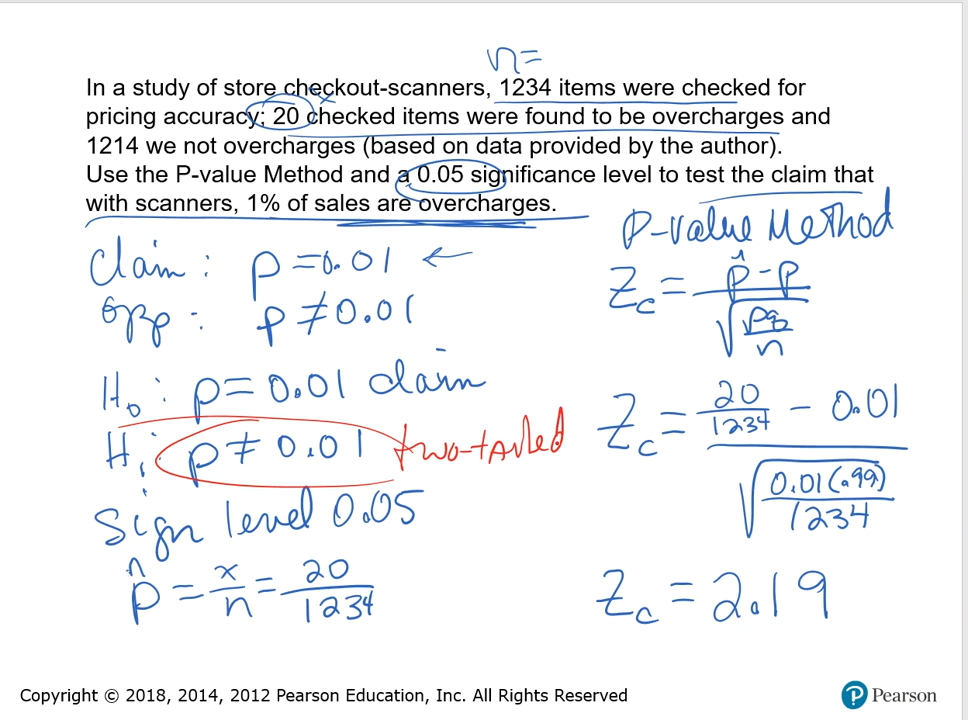 n=
In a study of store checkout-scanners, 1234 items were checked for
x
pricing accuracy; 20 checked items were found to be overcharges and
1214 we not overcharges (based on data provided by the author).
Use the P-value Method and a 0.05 significance level to test the claim that
with scanners, 1% of sales are overcharges.
P-value Method
Claim: p = 0.01 ←
Opp: p ≠ 0.01
H₀: p = 0.01 claim
H₁: p ≠ 0.01 two-tailed
Sign level 0.05
p̂ = x/n = 20/1234
Zc = (p̂ - p)/√(pq/n)
Zc = (20/1234 - 0.01)/√(0.01(.99)/1234)
Zc = 2.19
Copyright © 2018, 2014, 2012 Pearson Education, Inc. All Rights Reserved
P Pearson